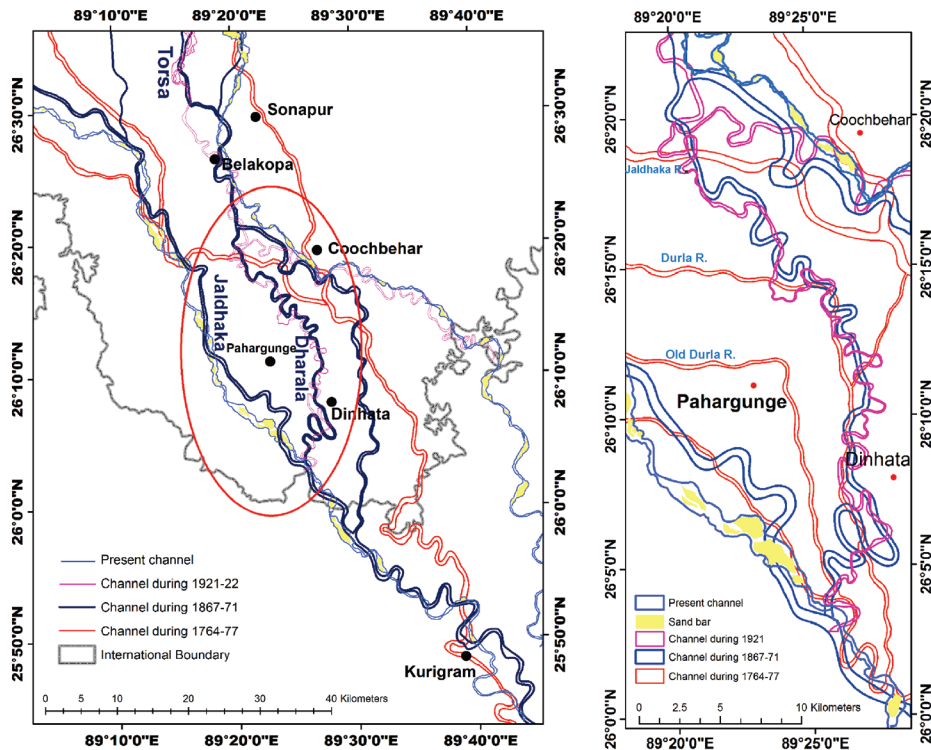 89°10'0"E 89°20'0"E 89°30'0"E 89°40'0"E
26°30'0"N
26°20'0"N
26°10'0"N
26°0'0"N
25°50'0"N
Torsa
Sonapur
Belakopa
Coochbehar
Jaldhaka
Pahargunge
Dharala
Dinhata
Kurigram
Present channel
Channel during 1921-22
Channel during 1867-71
Channel during 1764-77
International Boundary
0 5 10 20 30 40 Kilometers
26°30'0"N
26°20'0"N
26°10'0"N
26°0'0"N
25°50'0"N
89°10'0"E 89°20'0"E 89°30'0"E 89°40'0"E
89°20'0"E 89°25'0"E
26°20'0"N
26°15'0"N
26°10'0"N
26°5'0"N
26°0'0"N
Coochbehar
Jaldhaka R.
Durla R.
Old Durla R.
Pahargunge
Dinhata
Present channel
Sand bar
Channel during 1921
Channel during 1867-71
Channel during 1764-77
0 2.5 5 10 Kilometers
26°20'0"N
26°15'0"N
26°10'0"N
26°5'0"N
26°0'0"N
89°20'0"E 89°25'0"E